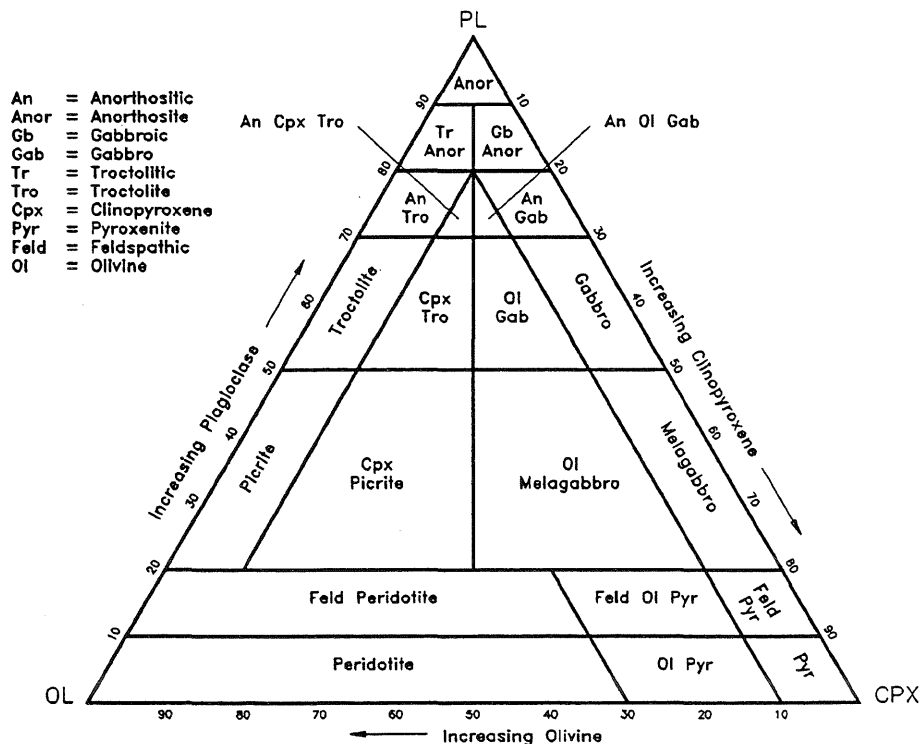 PL
An = Anorthositic
Anor = Anorthosite
Gb = Gabbroic
Gab = Gabbro
Tr = Troctolitic
Tro = Troctolite
Cpx = Clinopyroxene
Pyr = Pyroxenite
Feld = Feldspathic
Ol = Olivine
Anor
90
10
An Cpx Tro
An Ol Gab
Tr
Anor
Gb
Anor
80
20
An
Tro
An
Gab
70
30
Troctolite
Cpx
Tro
Ol
Gab
Gabbro
60
40
Increasing Clinopyroxene
50
50
Increasing Plagioclase
40
60
Picrite
Cpx
Picrite
Ol
Melagabbro
Melagabbro
30
70
20
80
Feld Peridotite
Feld Ol Pyr
Feld
Pyr
10
90
Peridotite
Ol Pyr
Pyr
OL
CPX
90 80 70 60 50 40 30 20 10
Increasing Olivine